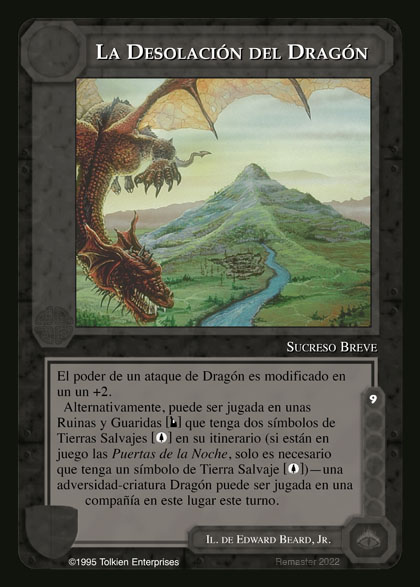 La Desolación del Dragón
Sucreso Breve
El poder de un ataque de Dragón es modificado en
un un +2.
Alternativamente, puede ser jugada en unas
Ruinas y Guaridas [] que tenga dos símbolos de
Tierras Salvajes [] en su itinerario (si están en
juego las Puertas de la Noche, solo es necesario
que tenga un símbolo de Tierra Salvaje [])—una
adversidad-criatura Dragón puede ser jugada en una
compañía en este lugar este turno.
9
Il. de Edward Beard, Jr.
©1995 Tolkien Enterprises
Remaster 2022